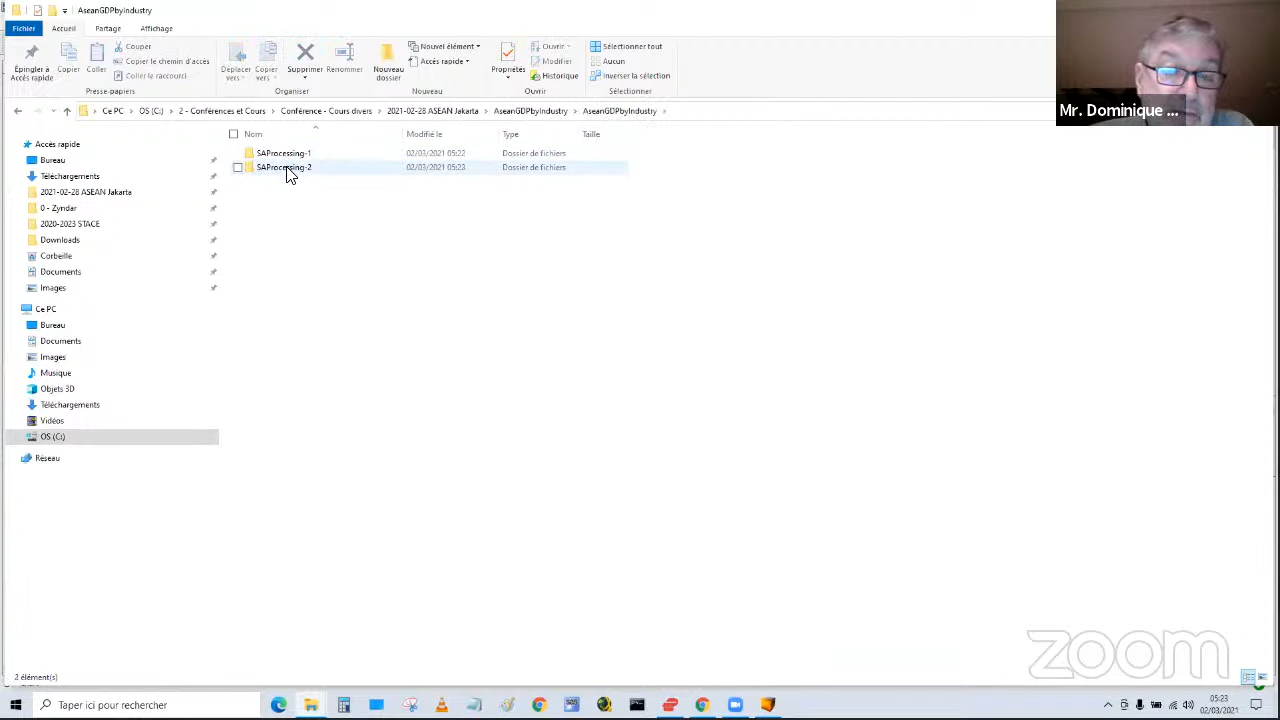 AseanGDPbyIndustry
Fichier
Accueil
Partage
Affichage
Épingler à
Accès rapide
Copier
Coller
Couper
Copier le chemin d'accès
Coller le raccourci
Presse-papiers
Déplacer
vers
Copier
vers
Supprimer
Renommer
Organiser
Nouveau
dossier
Nouvel élément
Accès rapide
Nouveau
Propriétés
Ouvrir
Modifier
Historique
Ouvrir
Sélectionner tout
Aucun
Inverser la sélection
Sélectionner
Mr. Dominique ...
Ce PC > OS (C:) > 2 - Conférences et Cours > Conférence - Cours divers > 2021-02-28 ASEAN Jakarta > AseanGDPbyIndustry > AseanGDPbyIndustry >
Nom Modifié le Type Taille
SAProcessing-1 02/03/2021 05:22 Dossier de fichiers
SAProcessing-2 02/03/2021 05:23 Dossier de fichiers
Accès rapide
Bureau
Téléchargements
2021-02-28 ASEAN Jakarta
0 - Zyndar
2020-2023 STACE
Downloads
Corbeille
Documents
Images
Ce PC
Bureau
Documents
Images
Musique
Objets 3D
Téléchargements
Vidéos
OS (C:)
Réseau
zoom
2 élément(s)
Taper ici pour rechercher
05:23
02/03/2021